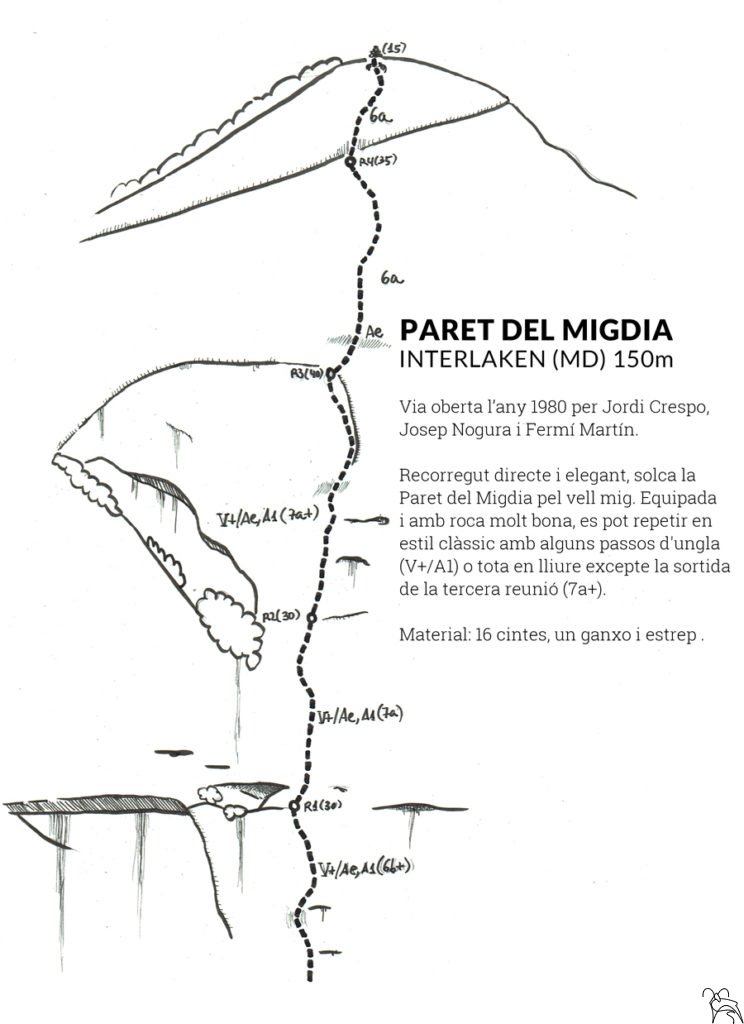 (15)
6a
R4(35)
6a
Ae
PARET DEL MIGDIA
INTERLAKEN (MD) 150m
R3(40)
Via oberta l’any 1980 per Jordi Crespo,
Josep Nogura i Fermí Martín.
Recorregut directe i elegant, solca la
Paret del Migdia pel vell mig. Equipada
i amb roca molt bona, es pot repetir en
estil clàssic amb alguns passos d'ungla
(V+/A1) o tota en lliure excepte la sortida
de la tercera reunió (7a+).
Material: 16 cintes, un ganxo i estrep .
V+/Ae, A1(7a+)
R2(30)
V+/Ae, A1(7a)
R1(30)
V+/Ae, A1(6b+)